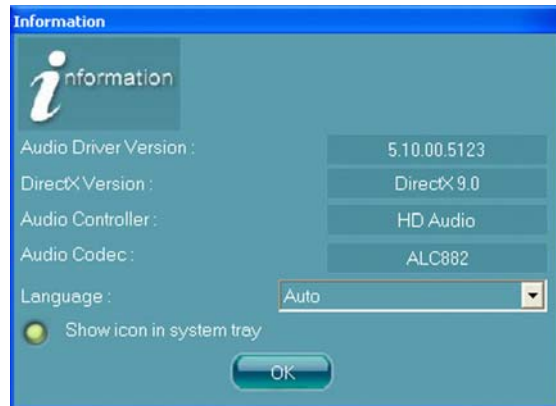 Information
information
Audio Driver Version : 5.10.00.5123
DirectX Version : DirectX 9.0
Audio Controller : HD Audio
Audio Codec : ALC882
Language : Auto
Show icon in system tray
OK